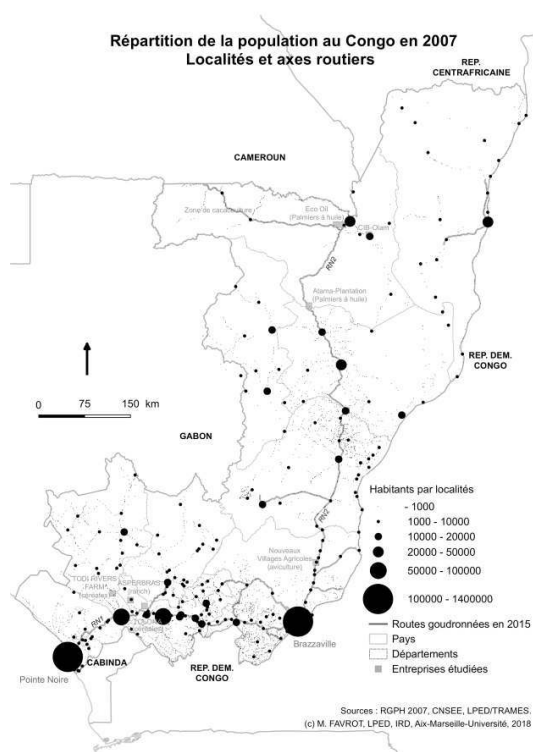 Répartition de la population au Congo en 2007
Localités et axes routiers
REP.
CENTRAFRICAINE
CAMEROUN
Zone de cacaoculture
Eco Oil
(Palmiers à huile)
CIB-Olam
RN2
Atama-Plantation
(Palmiers à huile)
REP. DEM.
CONGO
0 75 150 km
GABON
Habitants par localités
- 1000
1000 - 10000
10000 - 20000
20000 - 50000
50000 - 100000
100000 - 1400000
RN2
Nouveaux
Villages Agricoles
(aviculture)
TODI RIVERS
FARM
ASPERBRAS
(ranch)
RN1
Brazzaville
Routes goudronnées en 2015
Pays
Départements
Entreprises étudiées
CABINDA
REP. DEM.
CONGO
Pointe Noire
Sources : RGPH 2007, CNSEE, LPED/TRAMES.
(c) M. FAVROT, LPED, IRD, Aix-Marseille-Université, 2018